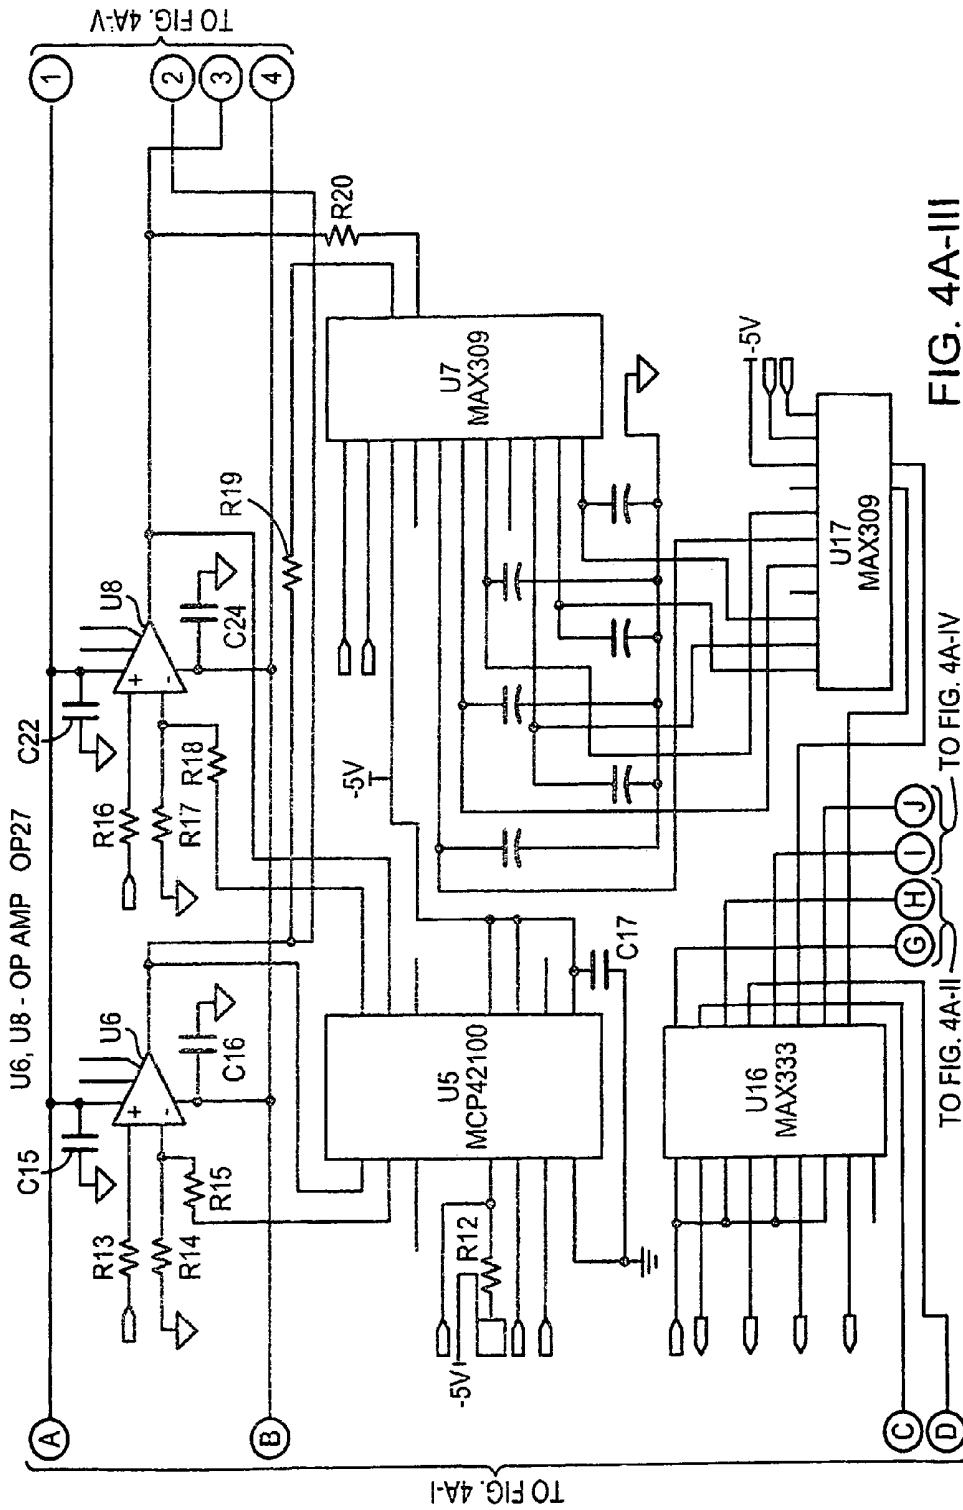 U6, U8 - OP AMP OP27
TO FIG. 4A-I
A
B
C
D
C15
R13
R14
R15
+
-
U6
C16
C22
R16
R17
R18
+
-
U8
C24
R19
R20
1
2
3
4
TO FIG. 4A-V
-5V
R12
U5
MCP42100
C17
-5V
U7
MAX309
U16
MAX333
G
H
I
J
TO FIG. 4A-II
TO FIG. 4A-IV
U17
MAX309
-5V
FIG. 4A-III